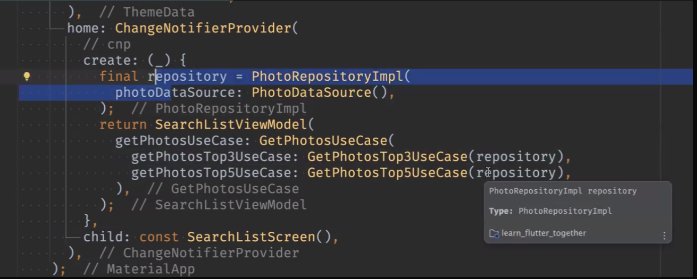 ), // ThemeData
home: ChangeNotifierProvider(
// cnp
create: (_) {
final repository = PhotoRepositoryImpl(
photoDataSource: PhotoDataSource(),
); // PhotoRepositoryImpl
return SearchListViewModel(
getPhotosUseCase: GetPhotosUseCase(
getPhotosTop3UseCase: GetPhotosTop3UseCase(repository),
getPhotosTop5UseCase: GetPhotosTop5UseCase(repository),
), // GetPhotosUseCase
); // SearchListViewModel
},
child: const SearchListScreen(),
), // ChangeNotifierProvider
); // MaterialApp
PhotoRepositoryImpl repository
Type: PhotoRepositoryImpl
learn_flutter_together